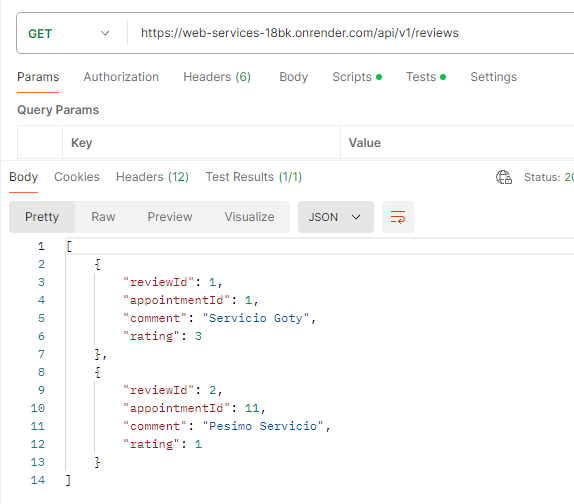 GET https://web-services-18bk.onrender.com/api/v1/reviews
Params Authorization Headers (6) Body Scripts Tests Settings
Query Params
Key Value
Body Cookies Headers (12) Test Results (1/1) Status: 20
Pretty Raw Preview Visualize JSON
1 [
2 {
3 "reviewId": 1,
4 "appointmentId": 1,
5 "comment": "Servicio Goty",
6 "rating": 3
7 },
8 {
9 "reviewId": 2,
10 "appointmentId": 11,
11 "comment": "Pesimo Servicio",
12 "rating": 1
13 }
14 ]